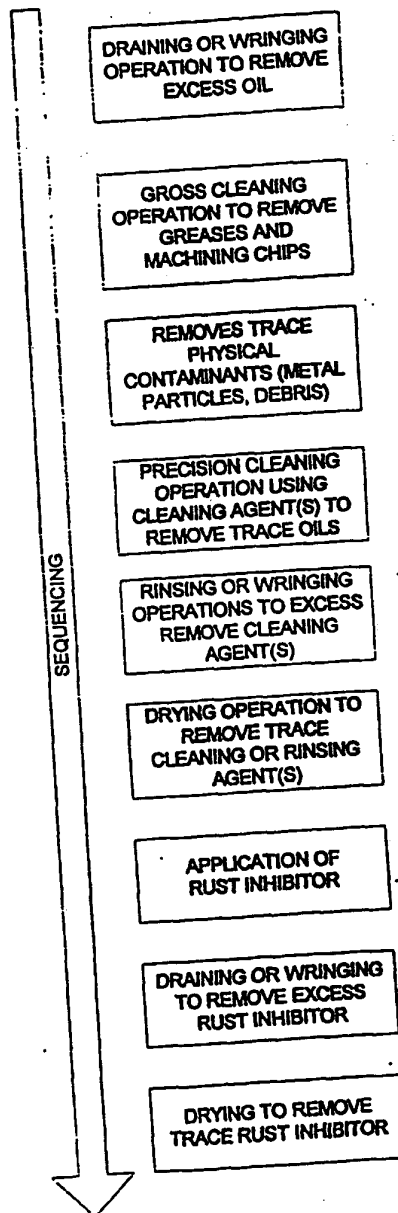 DRAINING OR WRINGING
OPERATION TO REMOVE
EXCESS OIL
GROSS CLEANING
OPERATION TO REMOVE
GREASES AND
MACHINING CHIPS
REMOVES TRACE
PHYSICAL
CONTAMINANTS (METAL
PARTICLES, DEBRIS)
PRECISION CLEANING
OPERATION USING
CLEANING AGENT(S) TO
REMOVE TRACE OILS
RINSING OR WRINGING
OPERATIONS TO EXCESS
REMOVE CLEANING
AGENT(S)
DRYING OPERATION TO
REMOVE TRACE
CLEANING OR RINSING
AGENT(S)
APPLICATION OF
RUST INHIBITOR
DRAINING OR WRINGING
TO REMOVE EXCESS
RUST INHIBITOR
DRYING TO REMOVE
TRACE RUST INHIBITOR
SEQUENCING